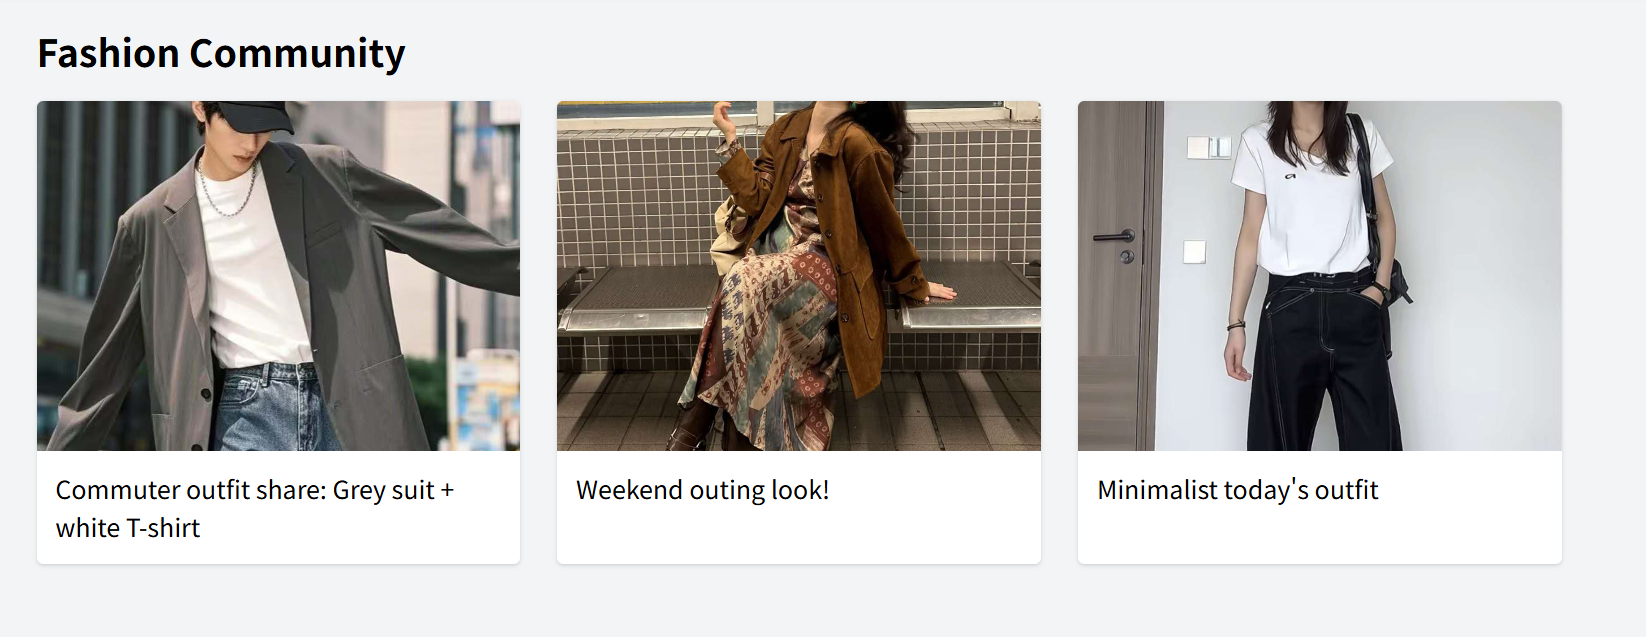 Fashion Community
Commuter outfit share: Grey suit +
white T-shirt
Weekend outing look!
Minimalist today's outfit